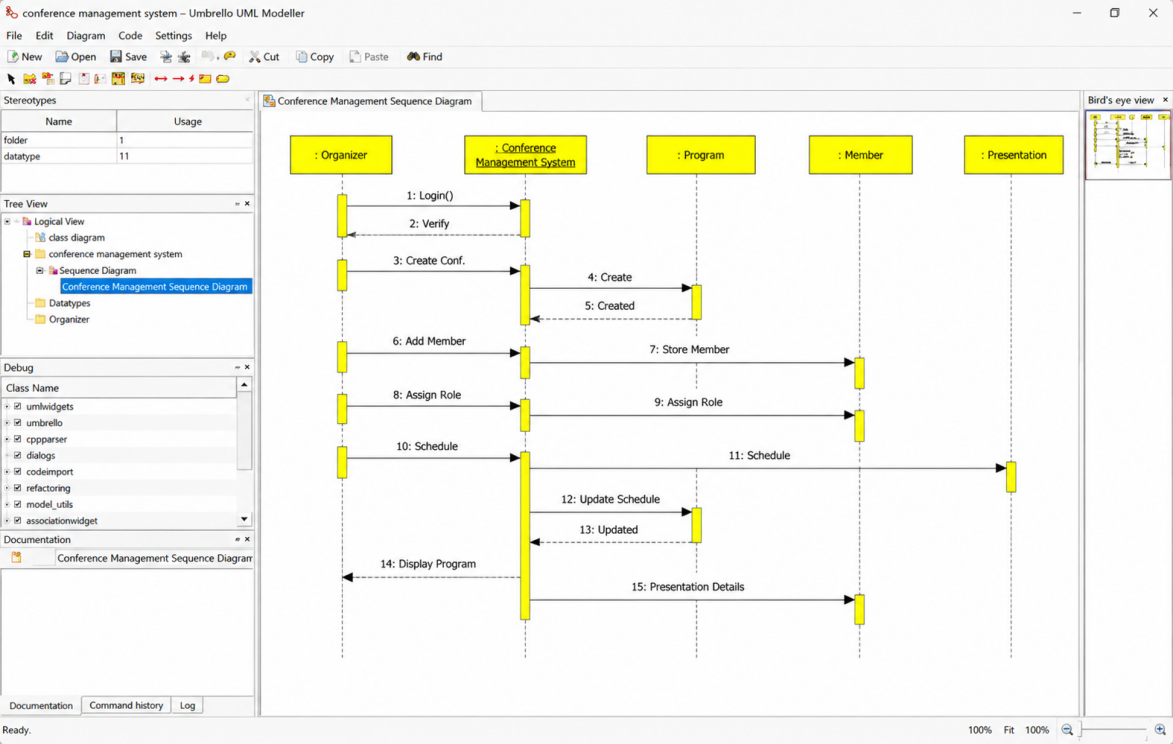 conference management system – Umbrello UML Modeller
File Edit Diagram Code Settings Help
New Open Save Cut Copy Paste Find
Stereotypes
Name Usage
folder 1
datatype 11
Tree View
Logical View
class diagram
conference management system
Sequence Diagram
Conference Management Sequence Diagram
Datatypes
Organizer
Debug
Class Name
umlwidgets
umbrello
cppparser
dialogs
codeimport
refactoring
model_utils
associationwidget
Documentation
Conference Management Sequence Diagram
Documentation Command history Log
Conference Management Sequence Diagram
: Organizer
: Conference
Management System
: Program
: Member
: Presentation
1: Login()
2: Verify
3: Create Conf.
4: Create
5: Created
6: Add Member
7: Store Member
8: Assign Role
9: Assign Role
10: Schedule
11: Schedule
12: Update Schedule
13: Updated
14: Display Program
15: Presentation Details
Bird's eye view
Ready.
100% Fit 100%